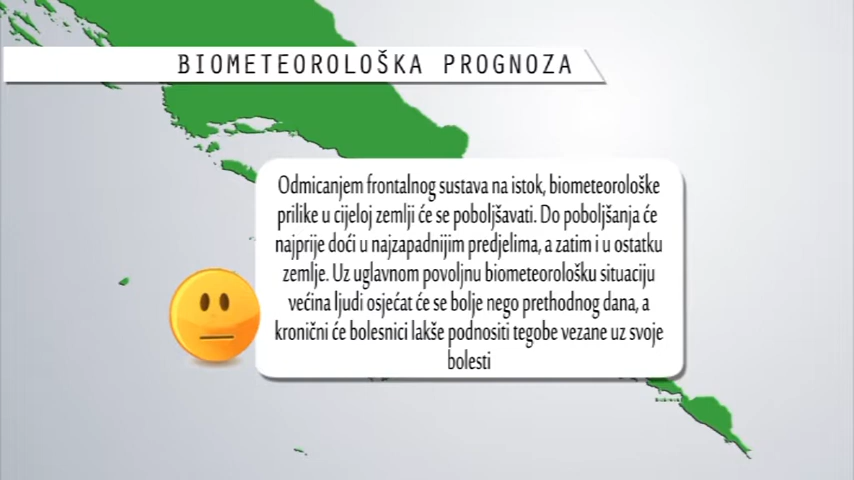 BIOMETEOROLOŠKA PROGNOZA
Odmicanjem frontalnog sustava na istok, biometeorološke
prilike u cijeloj zemlji će se poboljšavati. Do poboljšanja će
najprije doći u najzapadnijim predjelima, a zatim i u ostatku
zemlje. Uz uglavnom povoljnu biometeorološku situaciju
većina ljudi osjećat će se bolje nego prethodnog dana, a
kronični će bolesnici lakše podnositi tegobe vezane uz svoje
bolesti